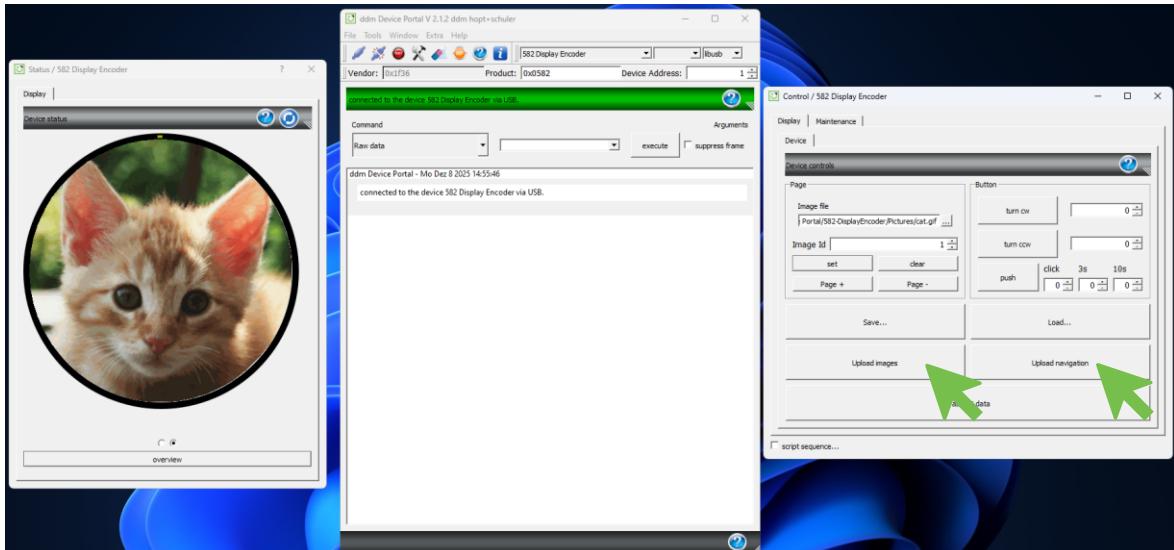 Status / 582 Display Encoder
Display
Device status
overview
ddm Device Portal V 2.1.2 ddm hopt+schuler
File Tools Window Extra Help
582 Display Encoder
libusb
Vendor: 0x1f36 Product: 0x0582 Device Address: 1
connected to the device 582 Display Encoder via USB.
Command Arguments
Raw data execute suppress frame
ddm Device Portal - Mo Dez 8 2025 14:55:46
connected to the device 582 Display Encoder via USB.
Control / 582 Display Encoder
Display Maintenance
Device
Device controls
Page
Image file
Portal/582-DisplayEncoder/Pictures/cat.gif ...
Image Id 1
set clear
Page + Page -
Button
turn cw 0
turn ccw 0
click 3s 10s
push 0 0 0
Save... Load...
Upload images Upload navigation
data
script sequence...